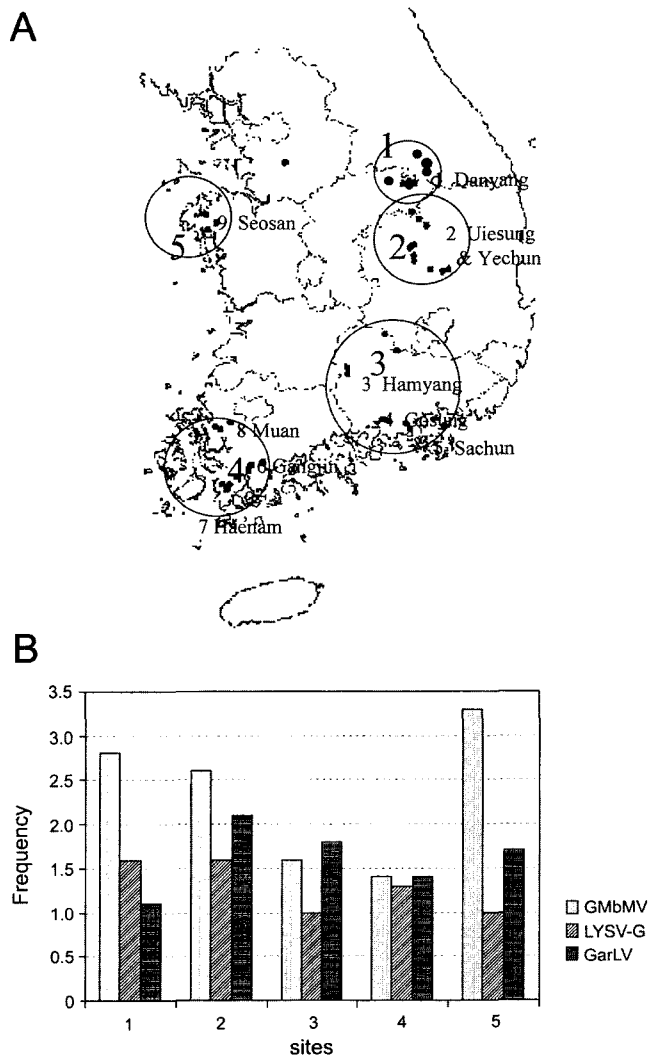 A
1
Danyang
9 Seosan
5
2
2 Uiesung
& Yechun
3
3 Hamyang
Gosung
Sachun
8 Muan
4
6 Gangjin
7 Haenam
B
3.5
3.0
2.5
2.0
1.5
1.0
0.5
0
Frequency
1 2 3 4 5
sites
GMbMV
LYSV-G
GarLV